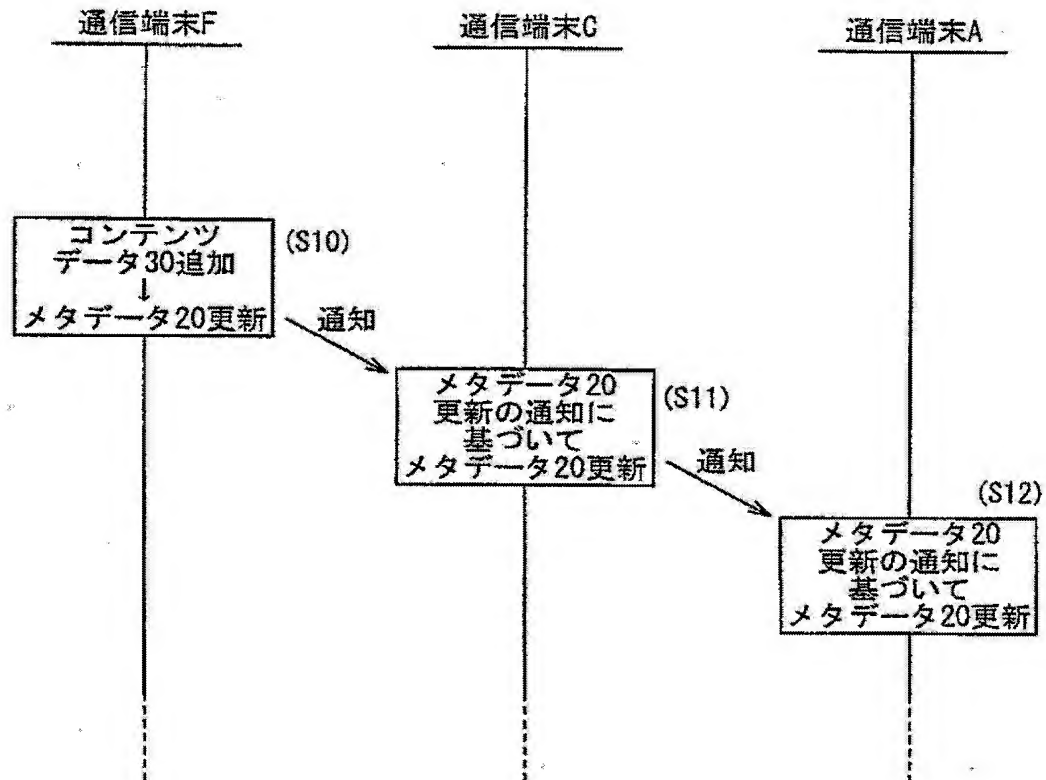 通信端末F
通信端末C
通信端末A
コンテンツ
データ30追加
↓
メタデータ20更新
(S10)
通知
メタデータ20
更新の通知に
基づいて
メタデータ20更新
(S11)
通知
(S12)
メタデータ20
更新の通知に
基づいて
メタデータ20更新